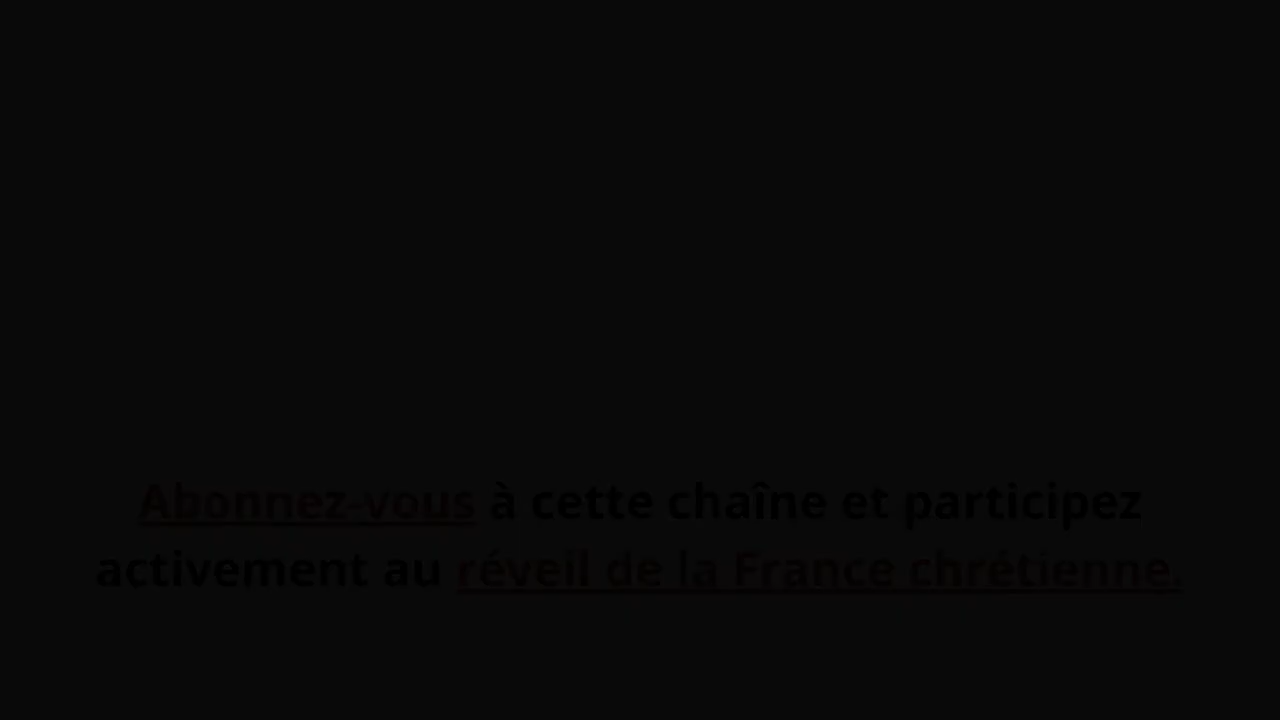 Abonnez-vous à cette chaîne et participez
activement au réveil de la France chrétienne.